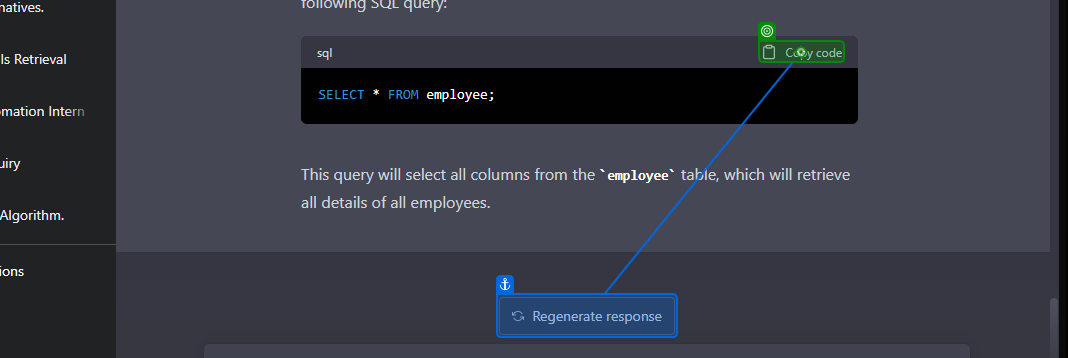 following SQL query:
natives.
sql
Copy code
ls Retrieval
SELECT * FROM employee;
mation Intern
uiry
This query will select all columns from the `employee` table, which will retrieve
all details of all employees.
Algorithm.
ions
Regenerate response